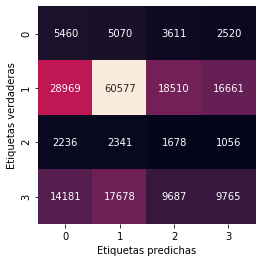 0 5460 5070 3611 2520
1 28969 60577 18510 16661
2 2236 2341 1678 1056
3 14181 17678 9687 9765
0 1 2 3
Etiquetas verdaderas
Etiquetas predichas